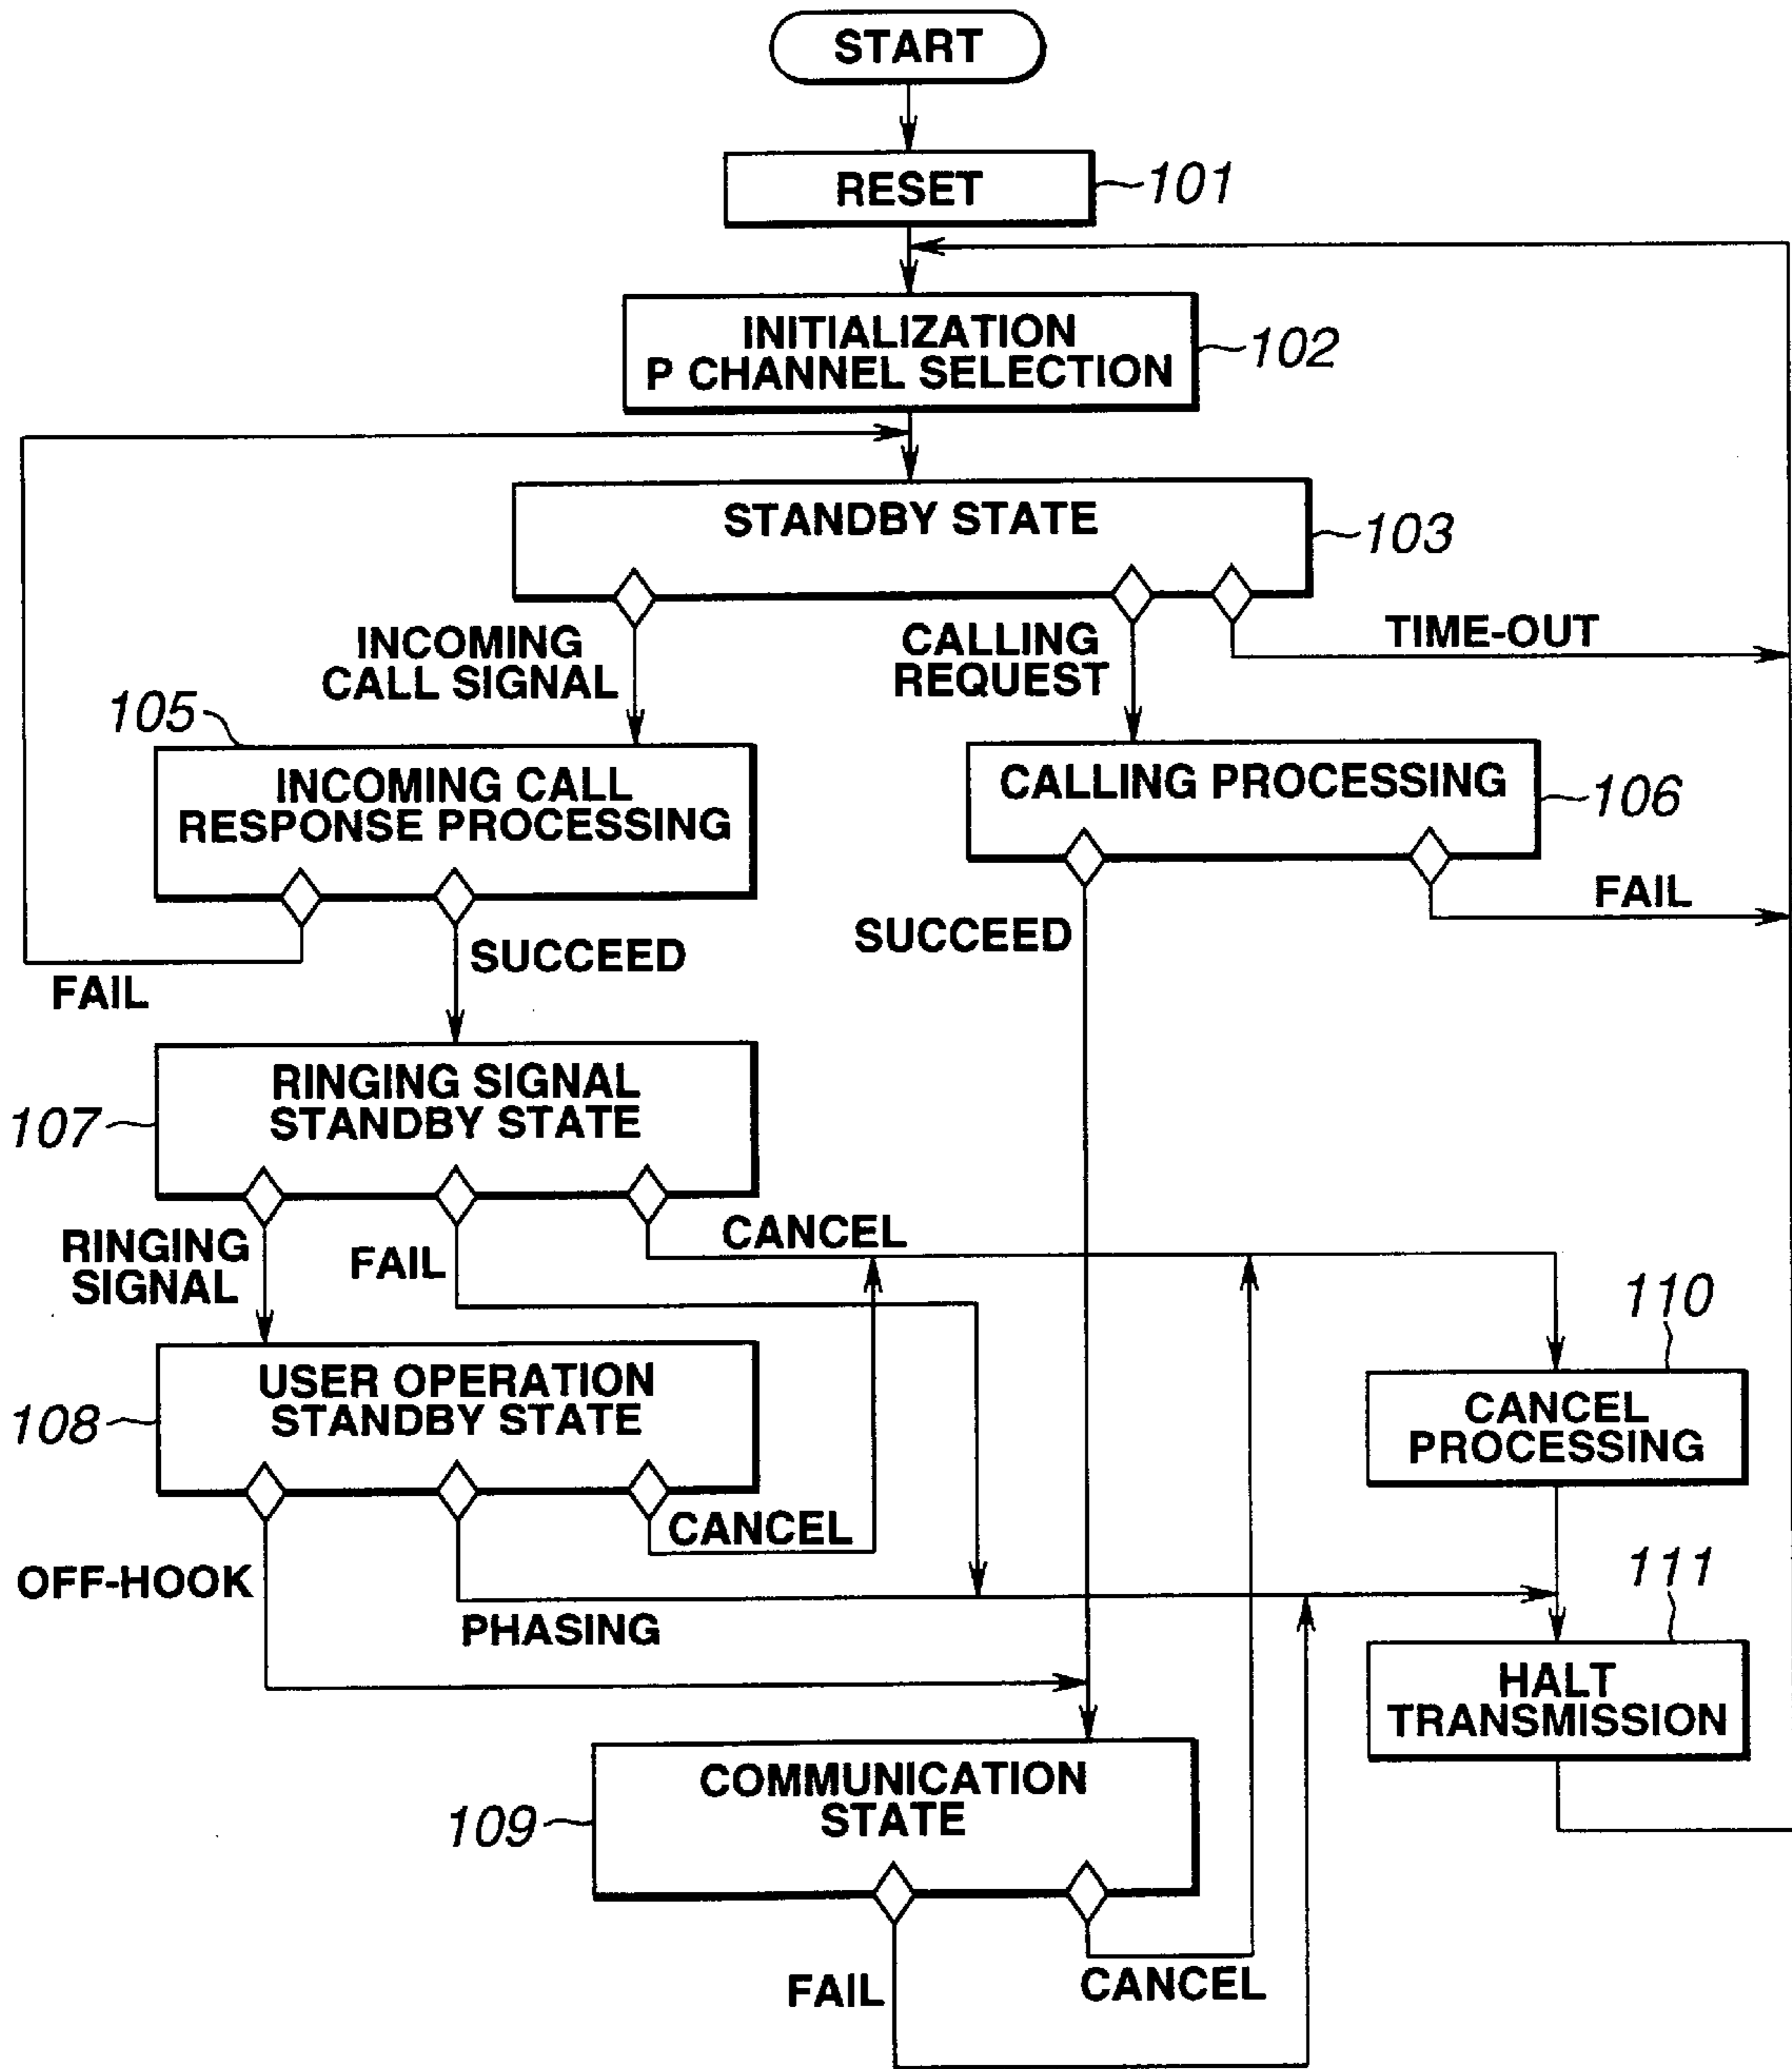 START
RESET
101
INITIALIZATION
P CHANNEL SELECTION
102
STANDBY STATE
103
INCOMING
CALL SIGNAL
CALLING
REQUEST
TIME-OUT
105
INCOMING CALL
RESPONSE PROCESSING
CALLING PROCESSING
106
FAIL
SUCCEED
SUCCEED
FAIL
RINGING SIGNAL
STANDBY STATE
107
RINGING
SIGNAL
FAIL
CANCEL
110
USER OPERATION
STANDBY STATE
108
CANCEL
PROCESSING
CANCEL
OFF-HOOK
PHASING
111
HALT
TRANSMISSION
COMMUNICATION
STATE
109
FAIL
CANCEL